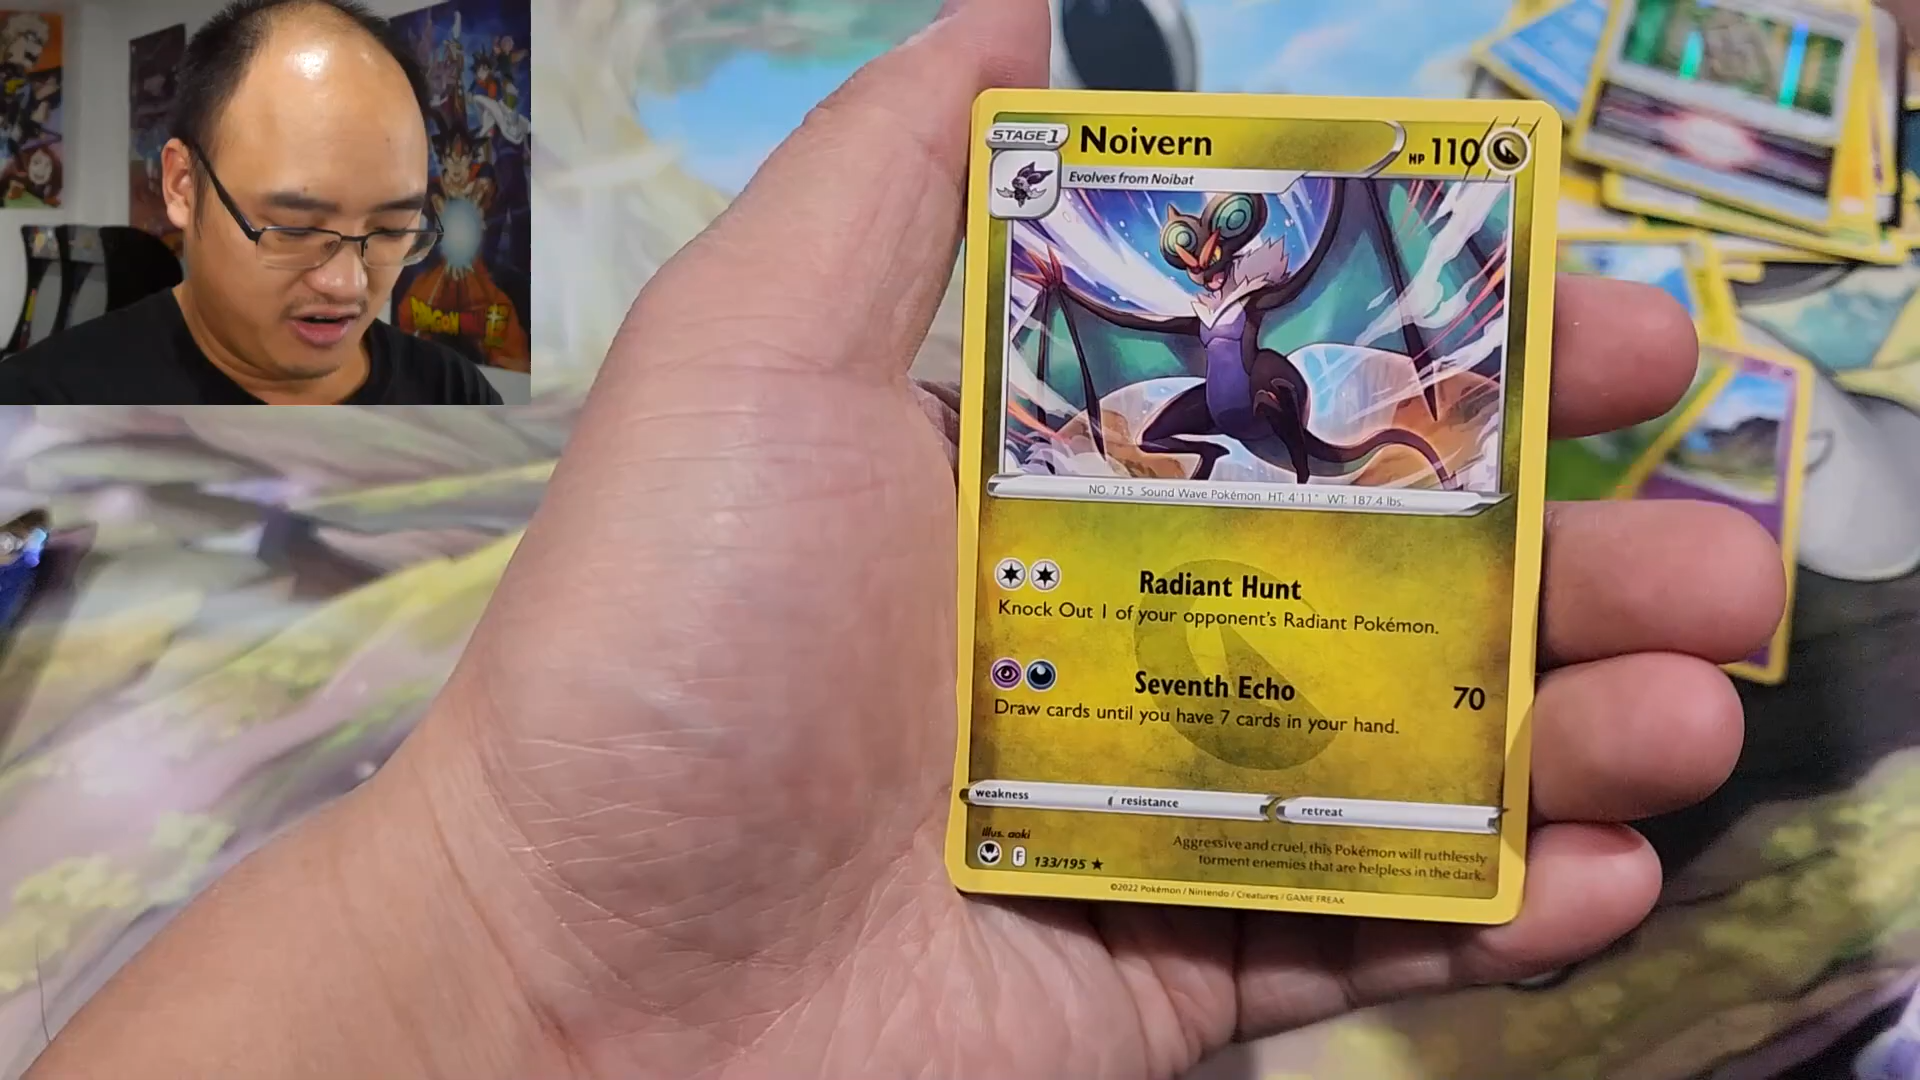 DRAGON
STAGE 1
Noivern
HP 110
Evolves from Noibat
NO. 715 Sound Wave Pokémon HT: 4'11" WT: 187.4 lbs.
Radiant Hunt
Knock Out 1 of your opponent's Radiant Pokémon.
Seventh Echo 70
Draw cards until you have 7 cards in your hand.
weakness resistance retreat
Illus. aoki
F 133/195 ★
Aggressive and cruel, this Pokémon will ruthlessly
torment enemies that are helpless in the dark.
©2022 Pokémon / Nintendo / Creatures / GAME FREAK